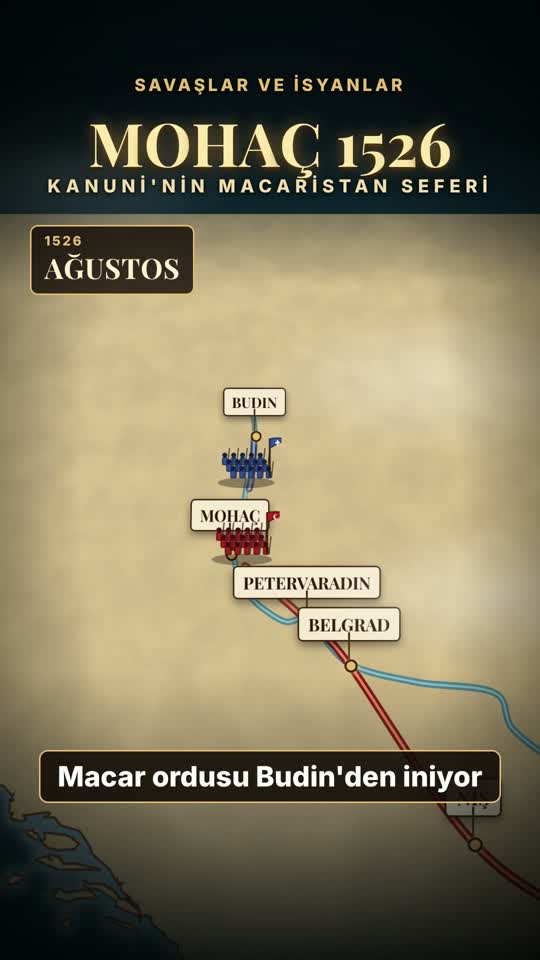 SAVAŞLAR VE İSYANLAR
MOHAÇ 1526
KANUNİ'NİN MACARİSTAN SEFERİ
1526
AĞUSTOS
BUDIN
MOHAÇ
PETERVARADIN
BELGRAD
Macar ordusu Budin'den iniyor
NIŞ